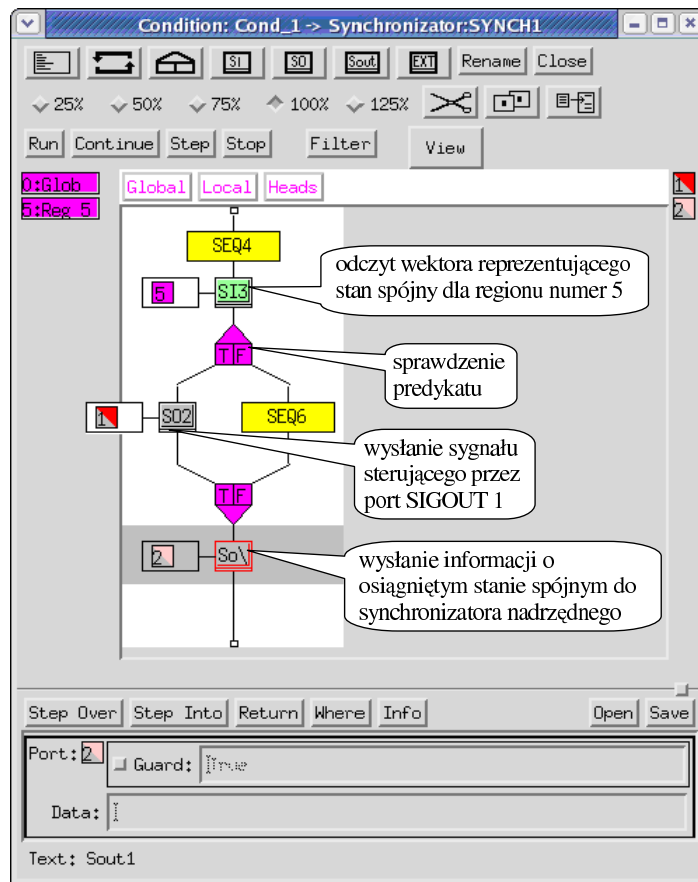 Condition: Cond_1 -> Synchronizator:SYNCH1
SI SO Sout EXT Rename Close
25% 50% 75% 100% 125%
Run Continue Step Stop Filter View
0:Glob Global Local Heads 1
5:Reg 5 2
SEQ4
odczyt wektora reprezentującego
stan spójny dla regionu numer 5
5 SI3
T F
sprawdzenie
predykatu
1 SO2 SEQ6
wysłanie sygnału
sterującego przez
port SIGOUT 1
T F
2 So\
wysłanie informacji o
osiągniętym stanie spójnym do
synchronizatora nadrzędnego
Step Over Step Into Return Where Info Open Save
Port: 2 Guard: True
Data:
Text: Sout1